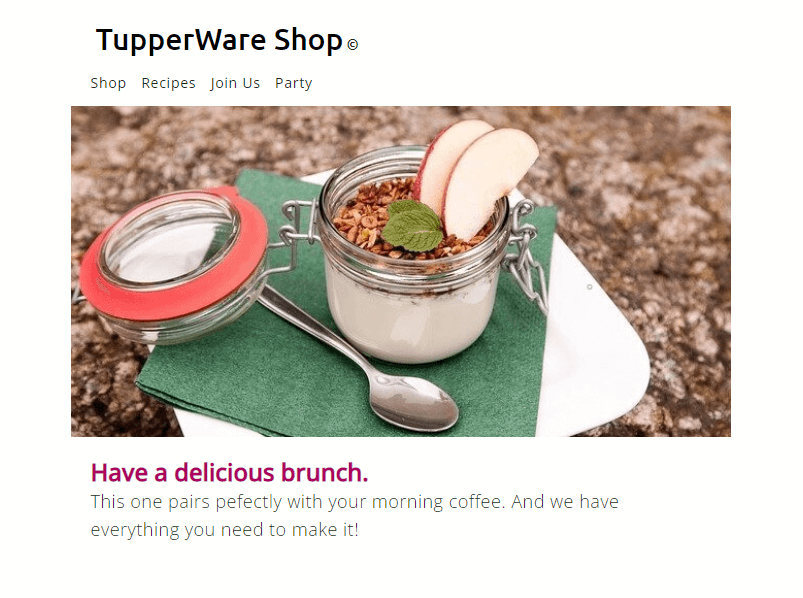 TupperWare Shop ©
Shop Recipes Join Us Party
Have a delicious brunch.
This one pairs pefectly with your morning coffee. And we have
everything you need to make it!